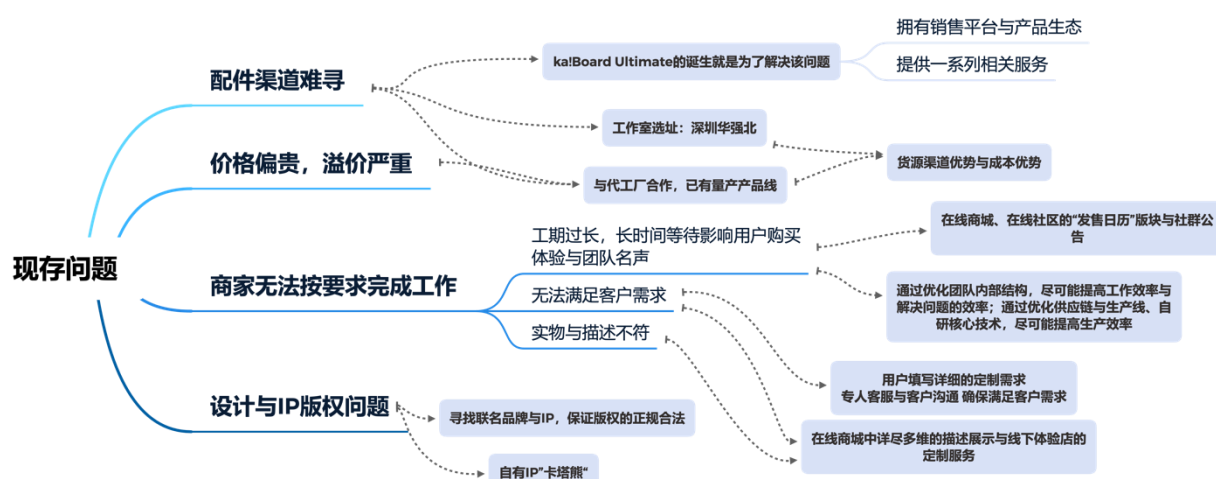 现存问题
配件渠道难寻
ka!Board Ultimate的诞生就是为了解决该问题
拥有销售平台与产品生态
提供一系列相关服务
工作室选址：深圳华强北
价格偏贵，溢价严重
与代工厂合作，已有量产产品线
货源渠道优势与成本优势
商家无法按要求完成工作
工期过长，长时间等待影响用户购买
体验与团队名声
在线商城、在线社区的“发售日历”版块与社群公
告
通过优化团队内部结构，尽可能提高工作效率与
解决问题的效率；通过优化供应链与生产线、自
研核心技术，尽可能提高生产效率
无法满足客户需求
用户填写详细的定制需求
专人客服与客户沟通 确保满足客户需求
实物与描述不符
在线商城中详尽多维的描述展示与线下体验店的
定制服务
设计与IP版权问题
寻找联名品牌与IP，保证版权的正规合法
自有IP”卡塔熊“